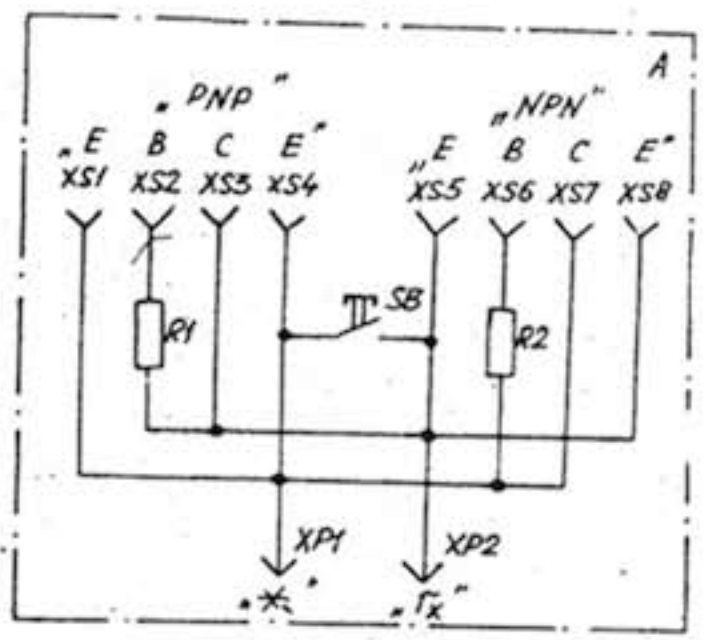 A
„PNP“ „NPN“
„E B C E“ „E B C E“
XS1 XS2 XS3 XS4 XS5 XS6 XS7 XS8
SB
R1 R2
XP1 XP2
„*“ „rx“